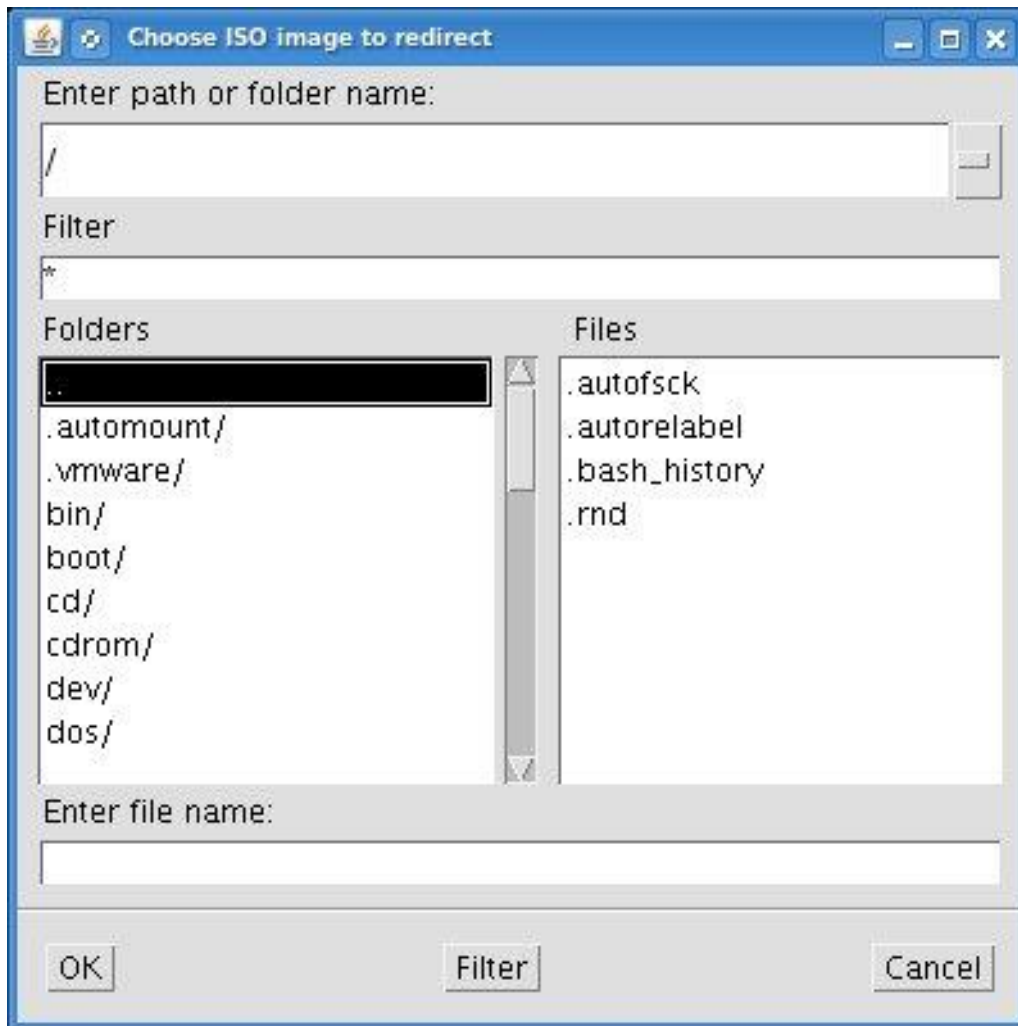 Choose ISO image to redirect
Enter path or folder name:
/
Filter
*
Folders
Files
..
.automount/
.vmware/
bin/
boot/
cd/
cdrom/
dev/
dos/
.autofsck
.autorelabel
.bash_history
.rnd
Enter file name:
OK
Filter
Cancel